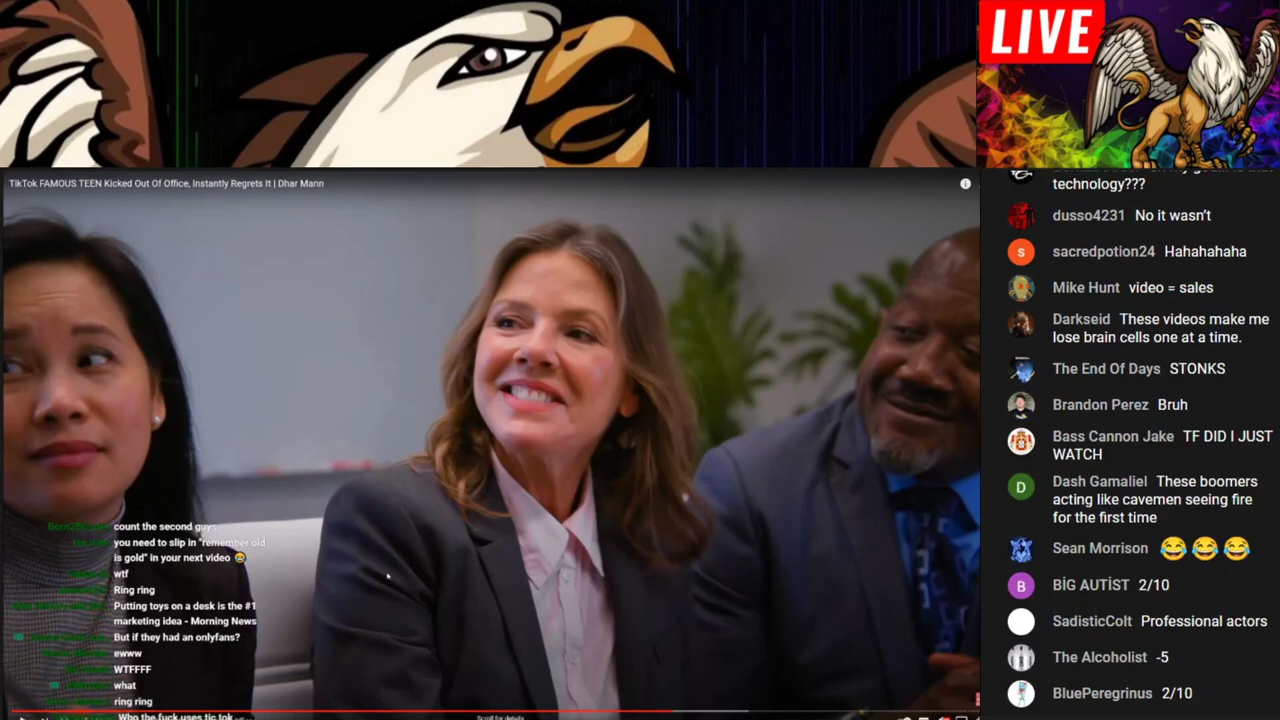 LIVE
TikTok FAMOUS TEEN Kicked Out Of Office, Instantly Regrets It | Dhar Mann
technology???
dusso4231 No it wasn't
s
sacredpotion24 Hahahahaha
Mike Hunt video = sales
Darkseid These videos make me
lose brain cells one at a time.
The End Of Days STONKS
Brandon Perez Bruh
Bass Cannon Jake TF DID I JUST
WATCH
D
Dash Gamaliel These boomers
acting like cavemen seeing fire
for the first time
Sean Morrison 😂😂😂
B
BİG AUTİST 2/10
SadisticColt Professional actors
The Alcoholist -5
BluePeregrinus 2/10
count the second guys
you need to slip in "remember old
is gold" in your next video 😂
wtf
Ring ring
Putting toys on a desk is the #1
marketing idea - Morning News
But if they had an onlyfans?
ewww
WTFFFF
what
ring ring
Who the fuck uses tic tok
Scroll for details